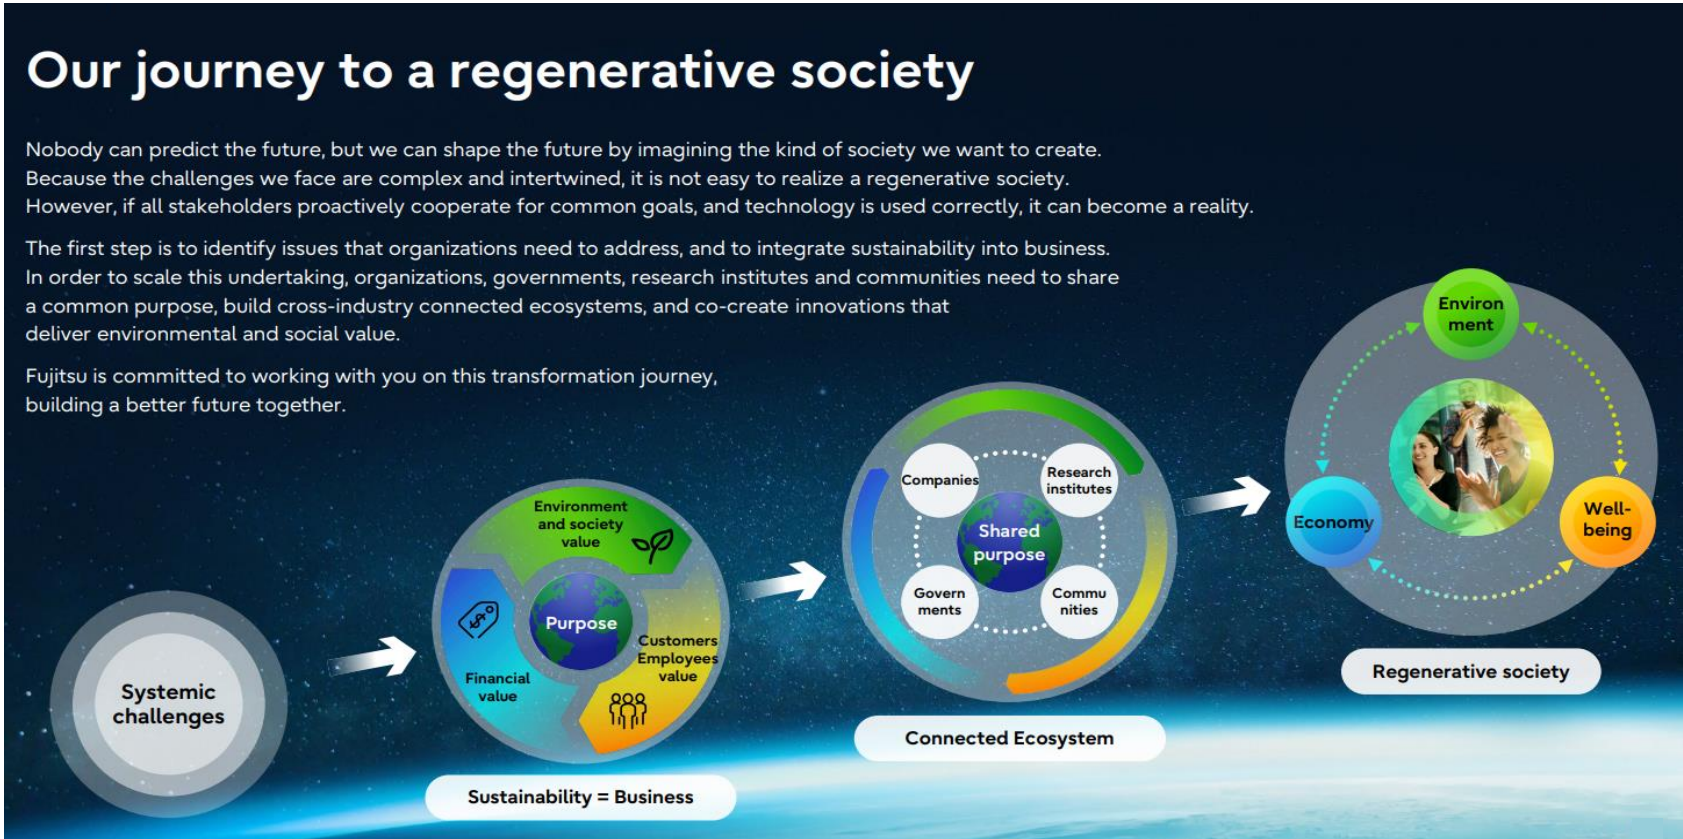 Our journey to a regenerative society
Nobody can predict the future, but we can shape the future by imagining the kind of society we want to create.
Because the challenges we face are complex and intertwined, it is not easy to realize a regenerative society.
However, if all stakeholders proactively cooperate for common goals, and technology is used correctly, it can become a reality.
The first step is to identify issues that organizations need to address, and to integrate sustainability into business.
In order to scale this undertaking, organizations, governments, research institutes and communities need to share
a common purpose, build cross-industry connected ecosystems, and co-create innovations that
deliver environmental and social value.
Fujitsu is committed to working with you on this transformation journey,
building a better future together.
Systemic
challenges
Environment
and society
value
Purpose
Customers
Employees
value
Financial
value
$
Sustainability = Business
Companies
Research
institutes
Shared
purpose
Govern
ments
Commu
nities
Connected Ecosystem
Environ
ment
Economy
Well-
being
Regenerative society